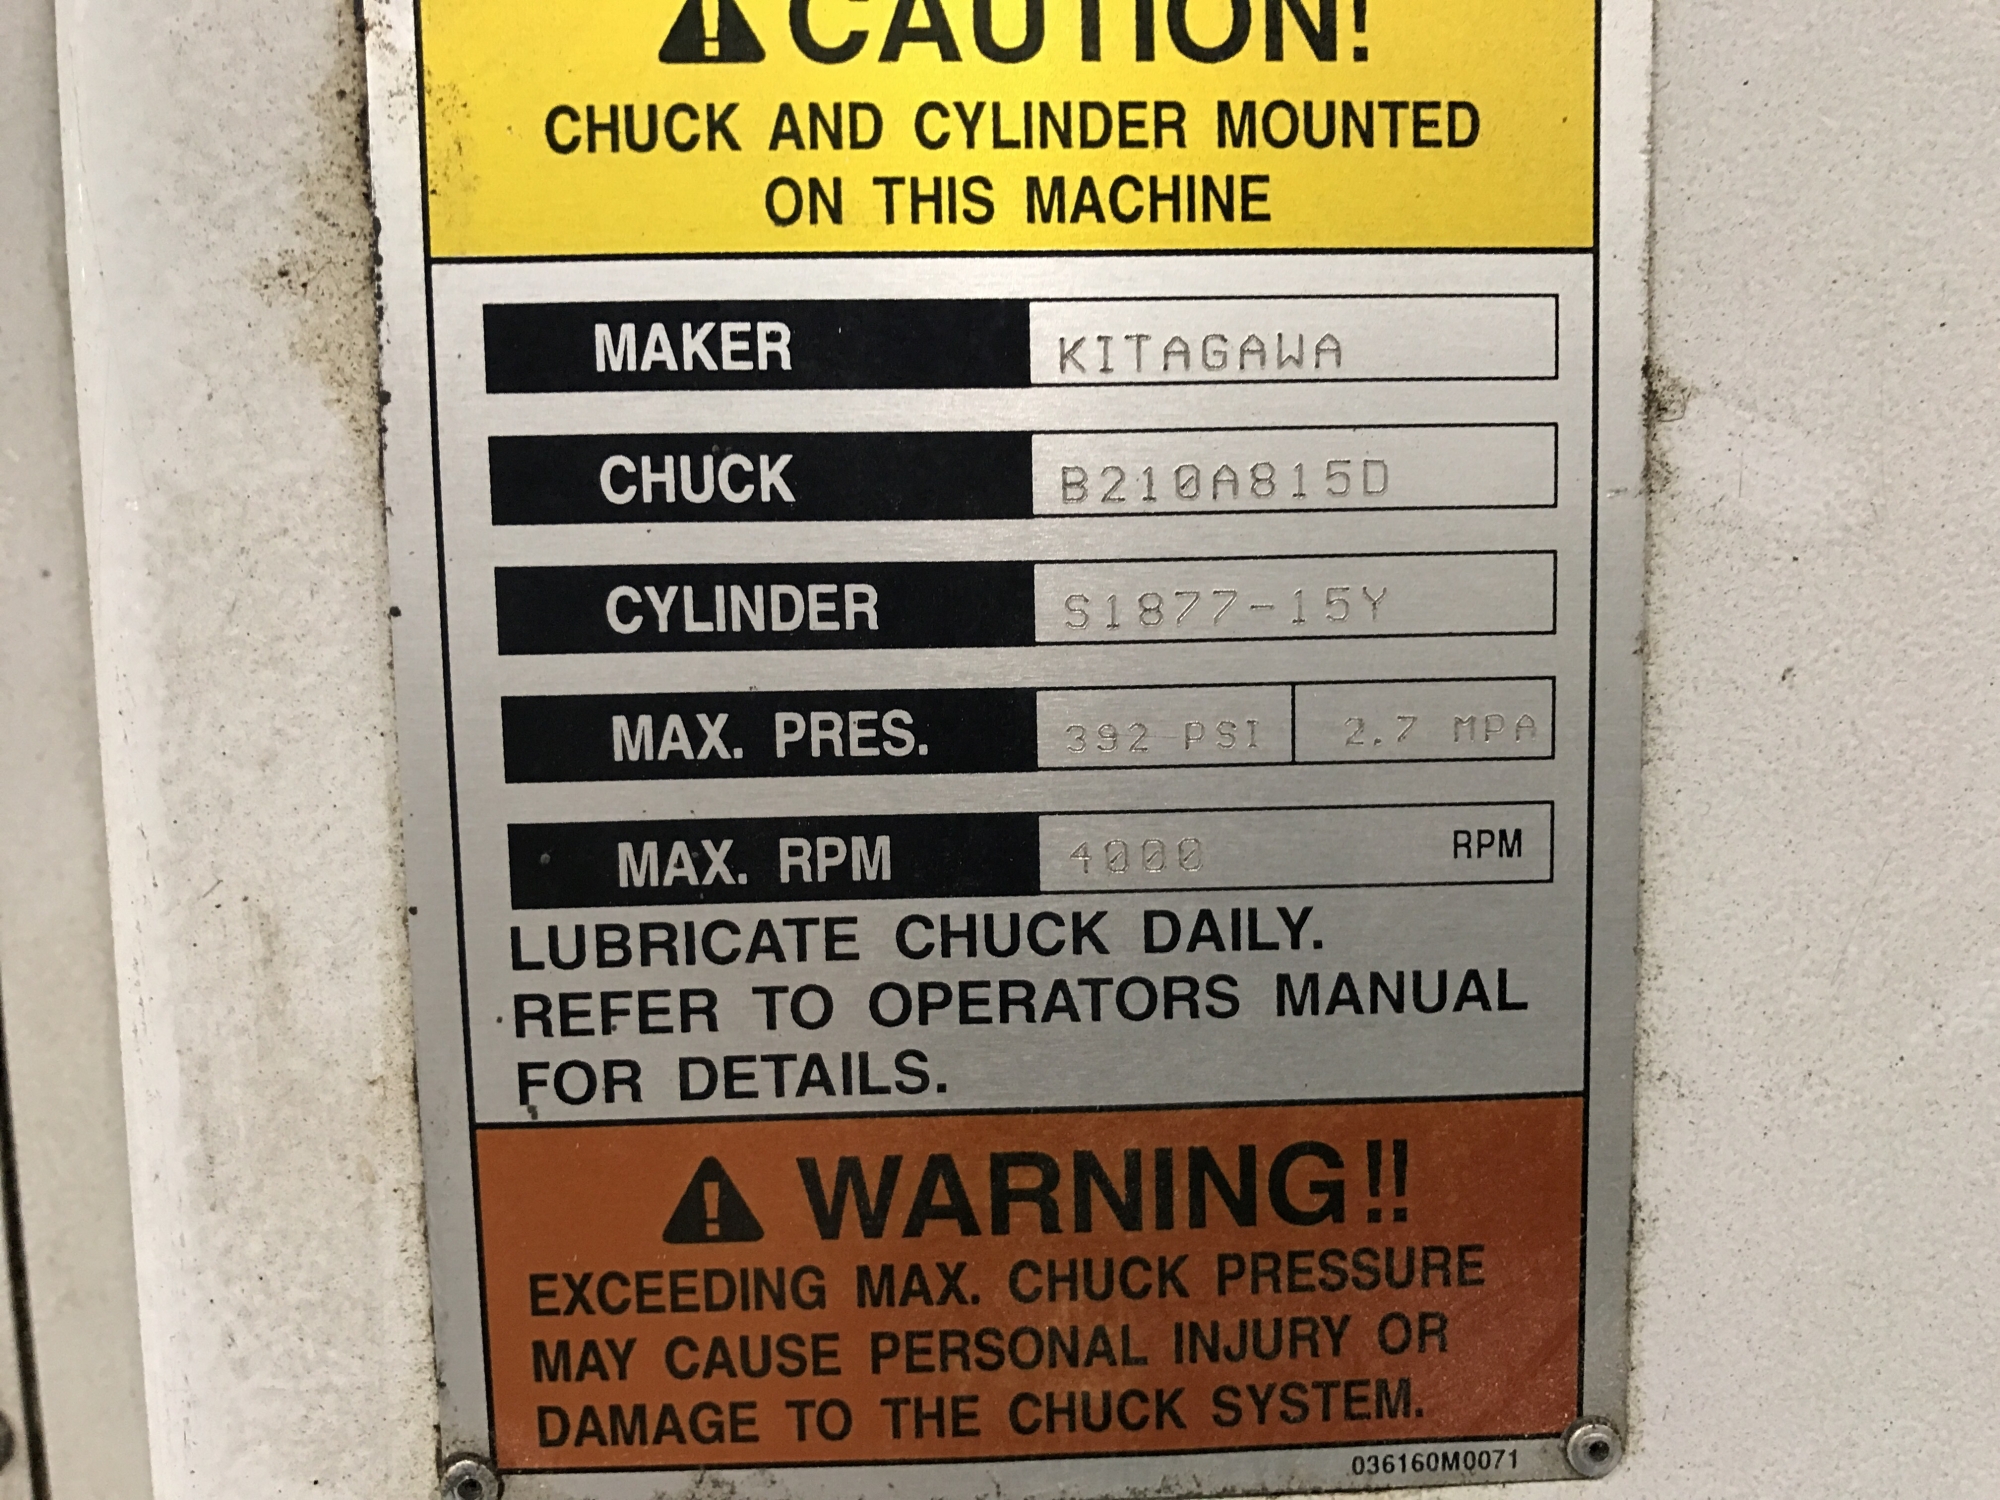 CAUTION!
CHUCK AND CYLINDER MOUNTED
ON THIS MACHINE
MAKER KITAGAWA
CHUCK B210A815D
CYLINDER S1877-15Y
MAX. PRES. 392 PSI 2.7 MPA
MAX. RPM 4000 RPM
LUBRICATE CHUCK DAILY.
REFER TO OPERATORS MANUAL
FOR DETAILS.
WARNING!!
EXCEEDING MAX. CHUCK PRESSURE
MAY CAUSE PERSONAL INJURY OR
DAMAGE TO THE CHUCK SYSTEM.
036160M0071